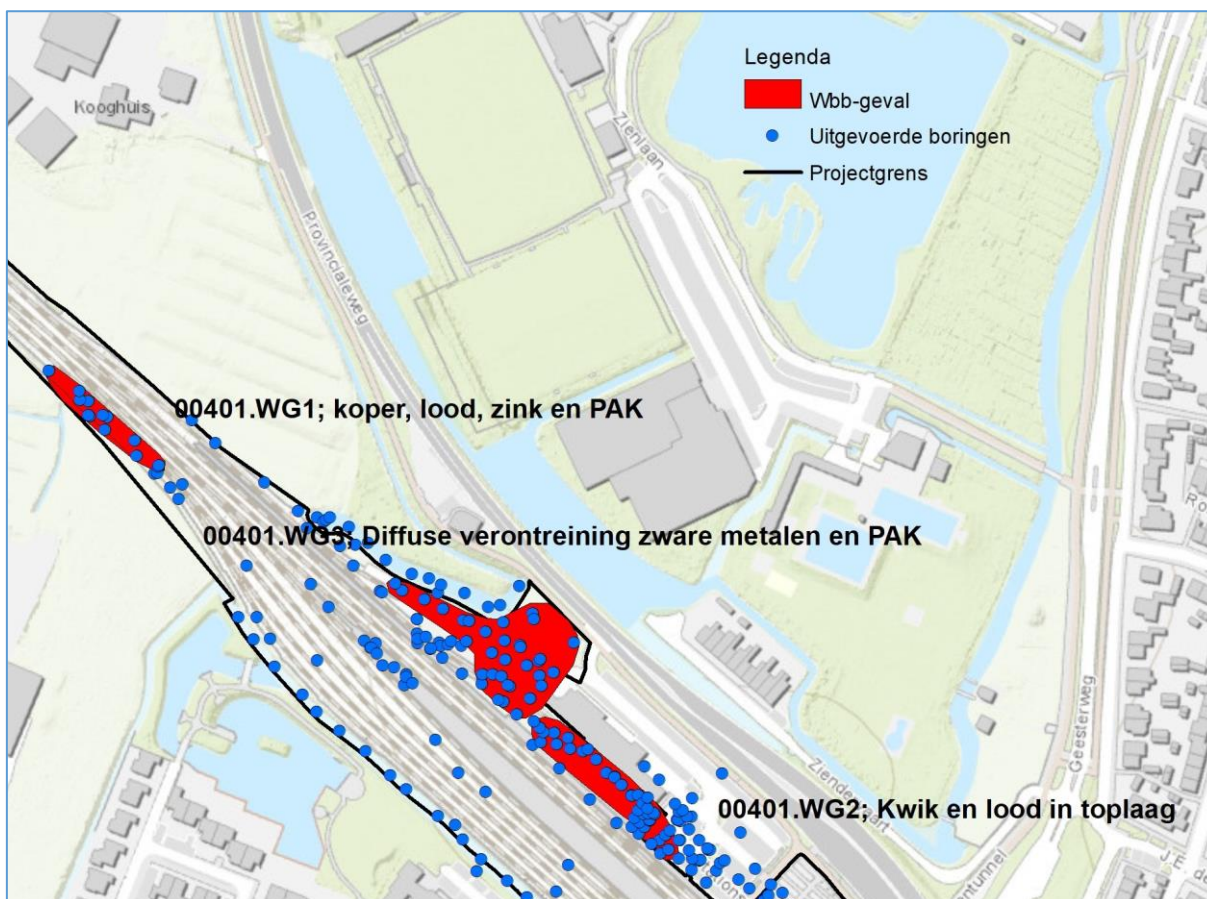 Legenda
Wbb-geval
Uitgevoerde boringen
Projectgrens
Kooghuis
Zienlaan
Provincialeweg
00401.WG1; koper, lood, zink en PAK
00401.WG3; Diffuse verontreining zware metalen en PAK
Geesterweg
00401.WG2; Kwik en lood in toplaag
J.E. de